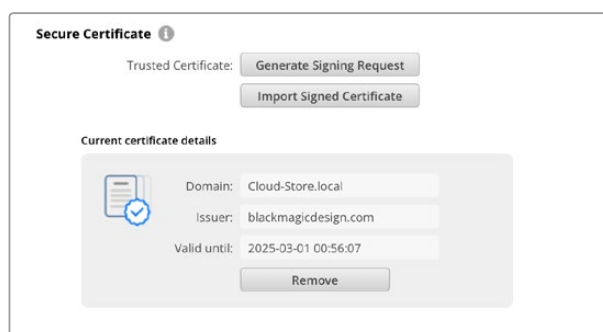 Secure Certificate i
Trusted Certificate: Generate Signing Request
Import Signed Certificate
Current certificate details
Domain: Cloud-Store.local
Issuer: blackmagicdesign.com
Valid until: 2025-03-01 00:56:07
Remove